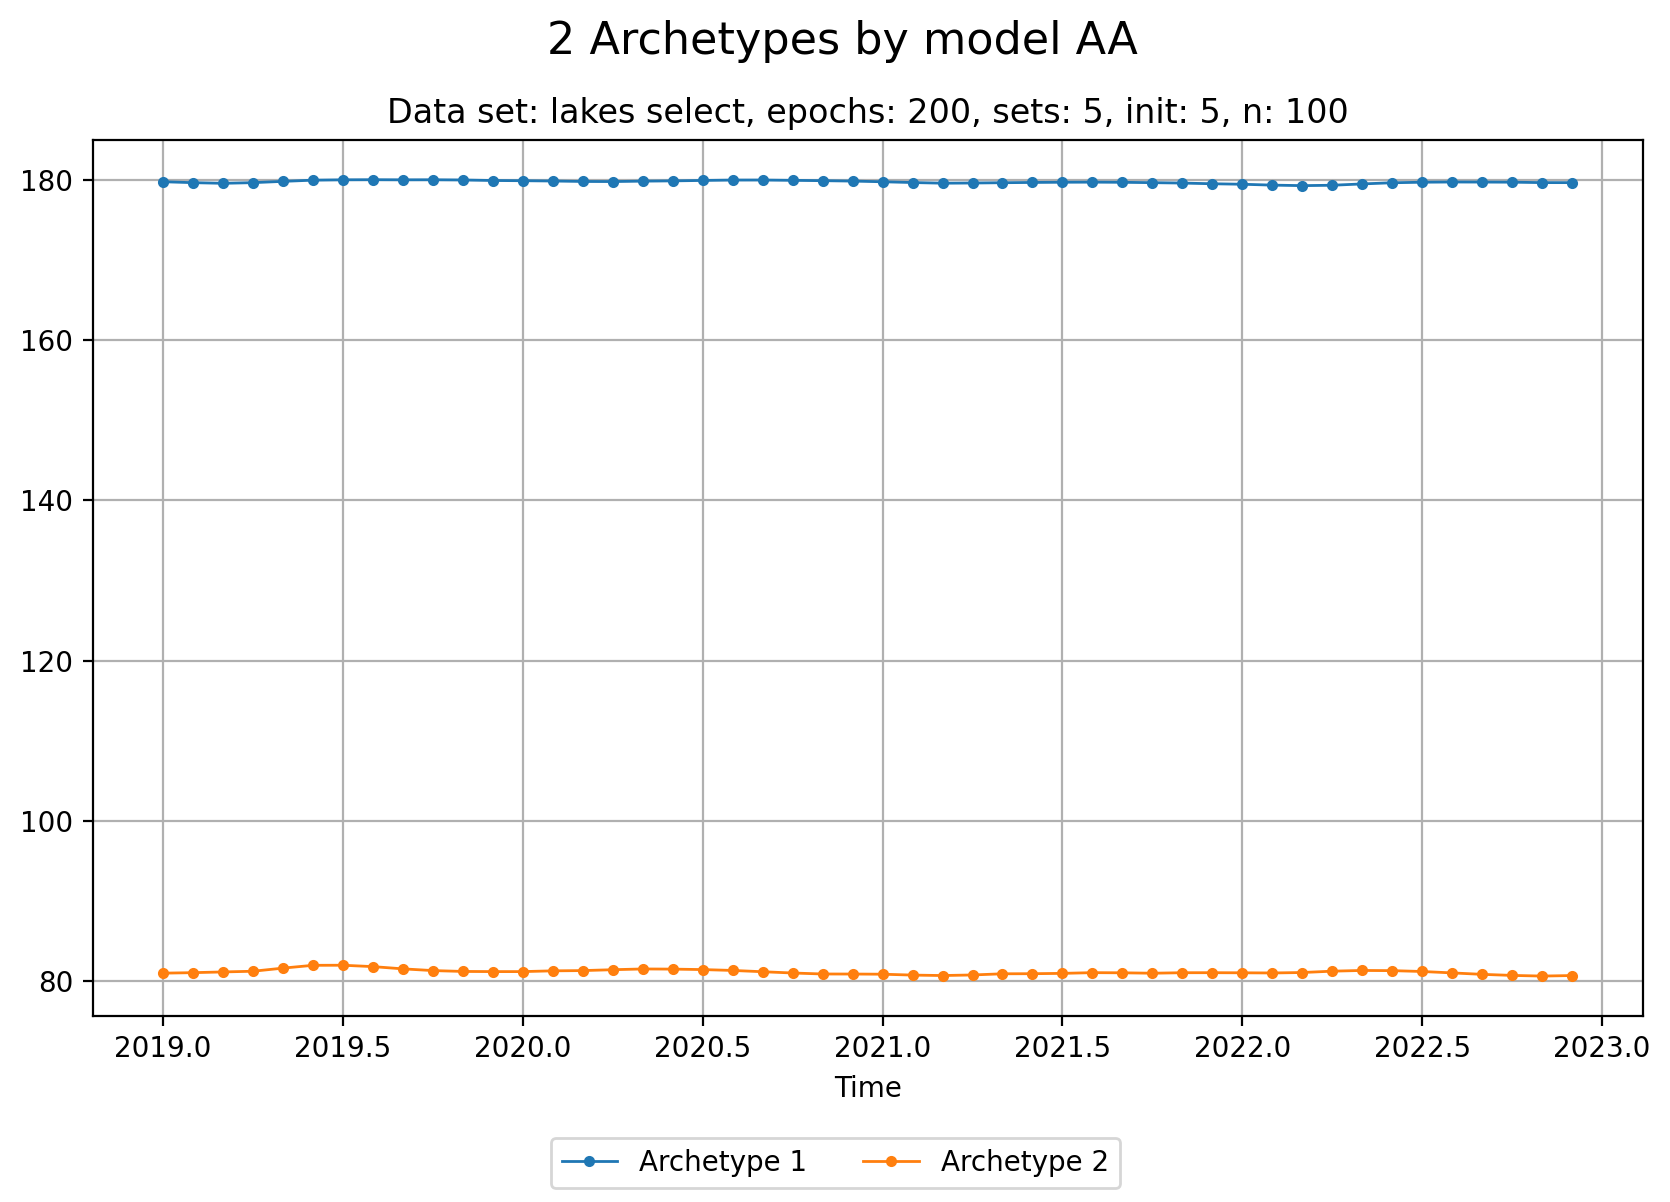 2 Archetypes by model AA
Data set: lakes select, epochs: 200, sets: 5, init: 5, n: 100
180
160
140
120
100
80
2019.0 2019.5 2020.0 2020.5 2021.0 2021.5 2022.0 2022.5 2023.0
Time
Archetype 1 Archetype 2